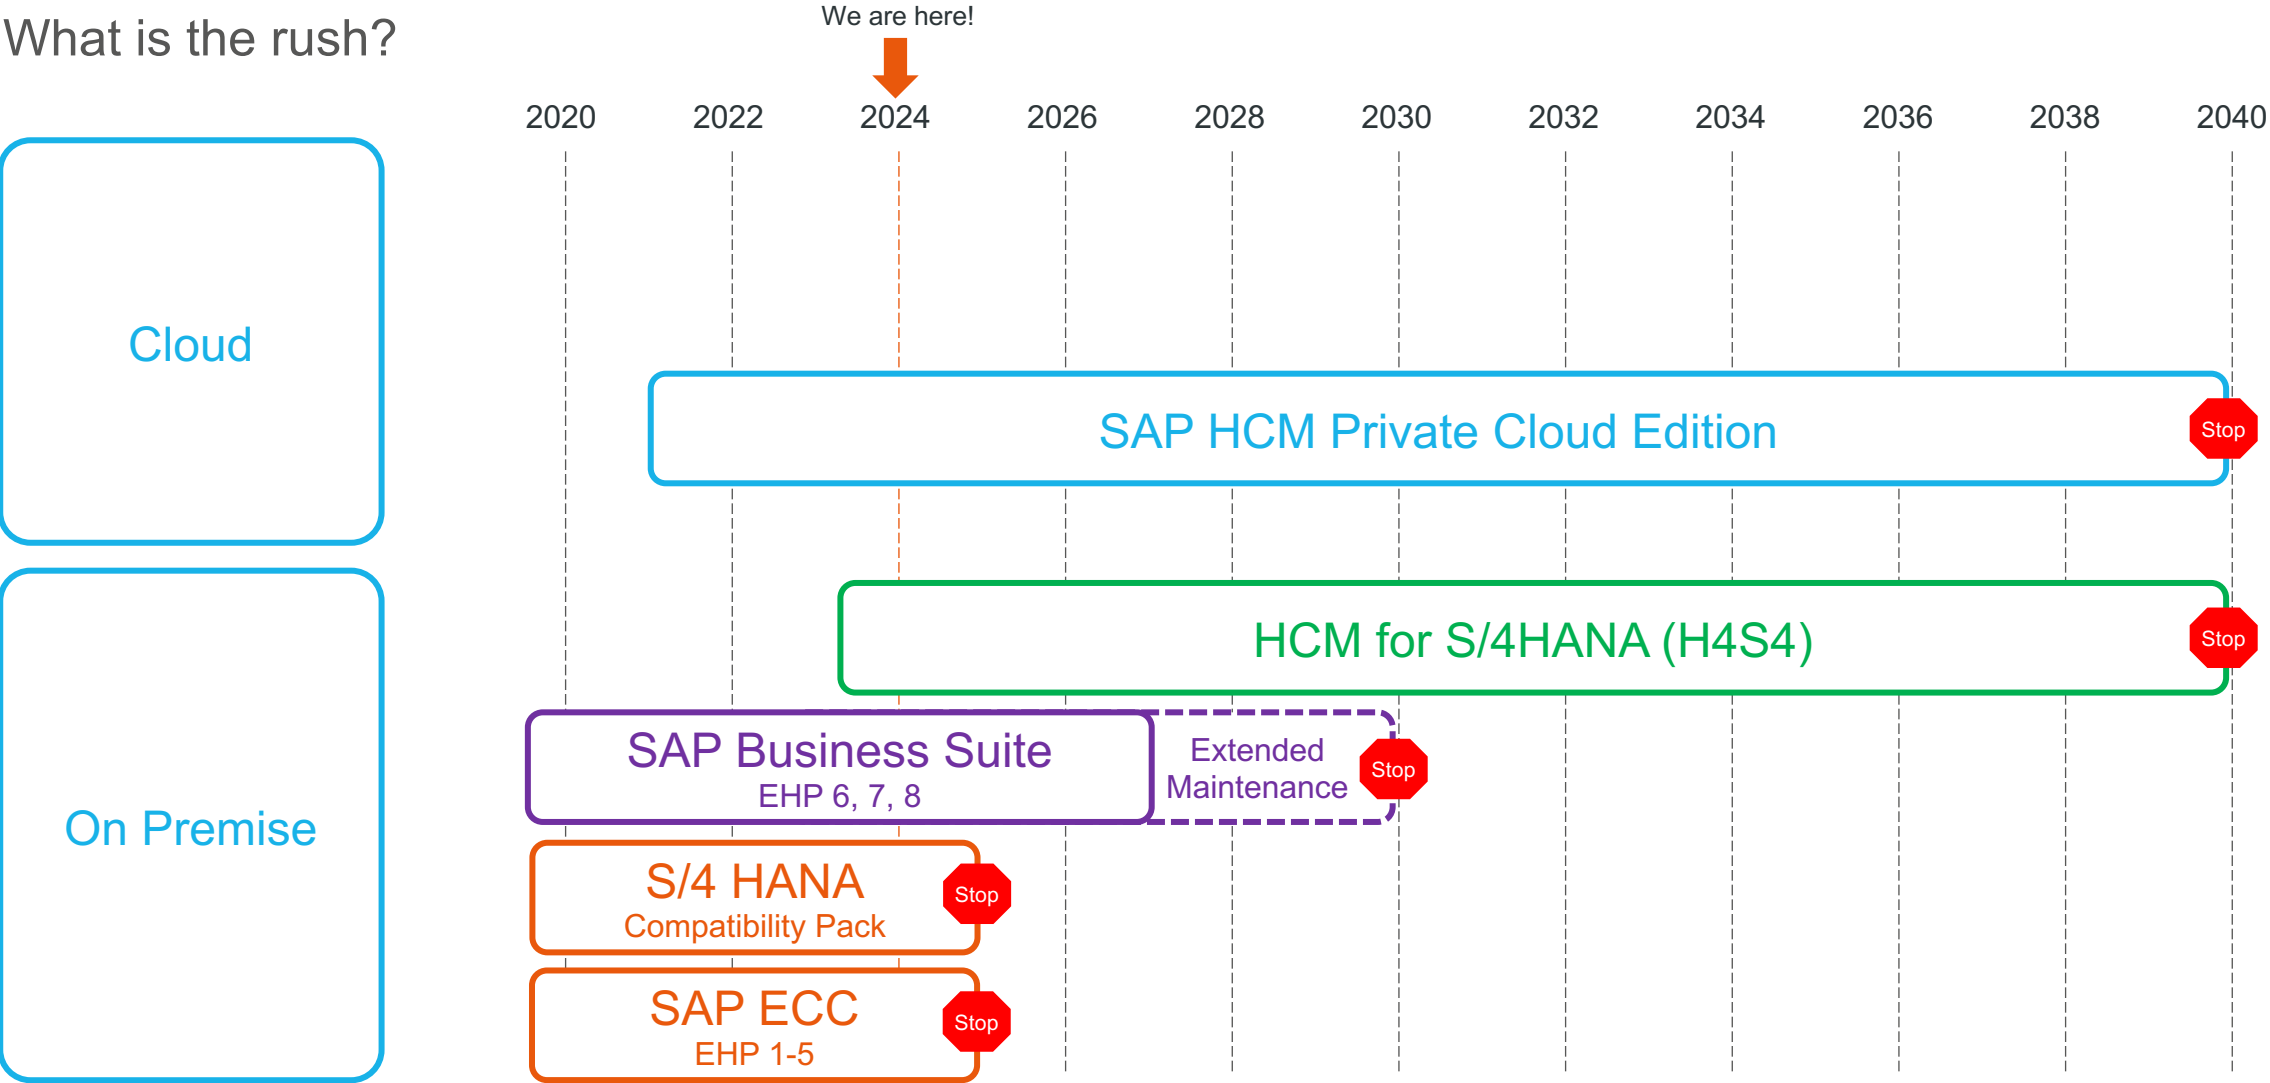 What is the rush?
We are here!
2020 2022 2024 2026 2028 2030 2032 2034 2036 2038 2040
Cloud
SAP HCM Private Cloud Edition
Stop
On Premise
HCM for S/4HANA (H4S4)
Stop
SAP Business Suite
EHP 6, 7, 8
Extended
Maintenance
Stop
S/4 HANA
Compatibility Pack
Stop
SAP ECC
EHP 1-5
Stop